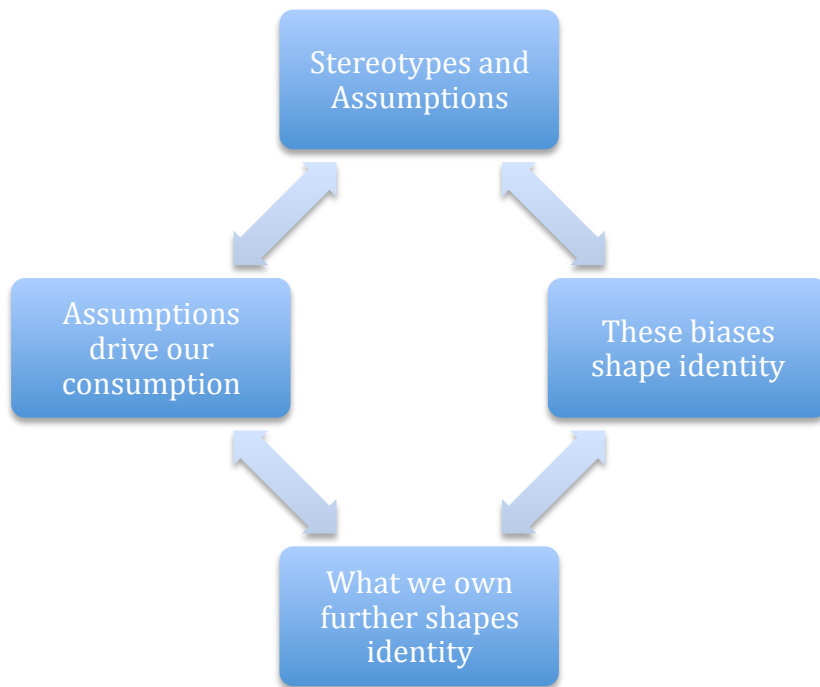 Stereotypes and
Assumptions
Assumptions
drive our
consumption
These biases
shape identity
What we own
further shapes
identity